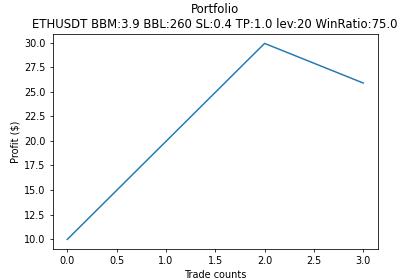 Portfolio
ETHUSDT BBM:3.9 BBL:260 SL:0.4 TP:1.0 lev:20 WinRatio:75.0
30.0
27.5
25.0
22.5
20.0
17.5
15.0
12.5
10.0
Profit ($)
0.0 0.5 1.0 1.5 2.0 2.5 3.0
Trade counts